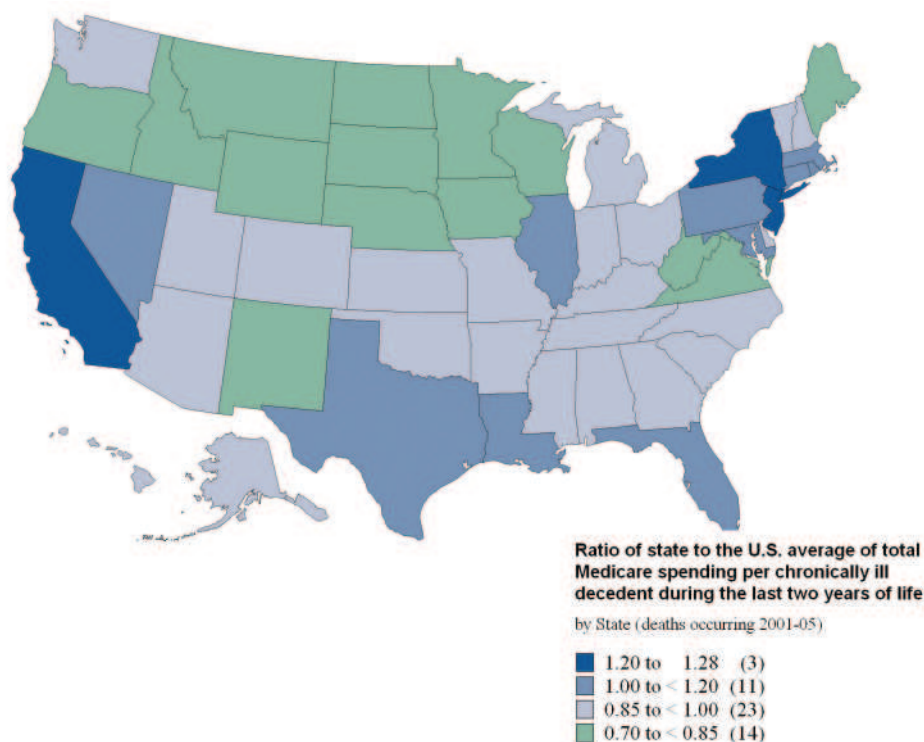 Ratio of state to the U.S. average of total
Medicare spending per chronically ill
decedent during the last two years of life
by State (deaths occurring 2001-05)
1.20 to 1.28 (3)
1.00 to < 1.20 (11)
0.85 to < 1.00 (23)
0.70 to < 0.85 (14)